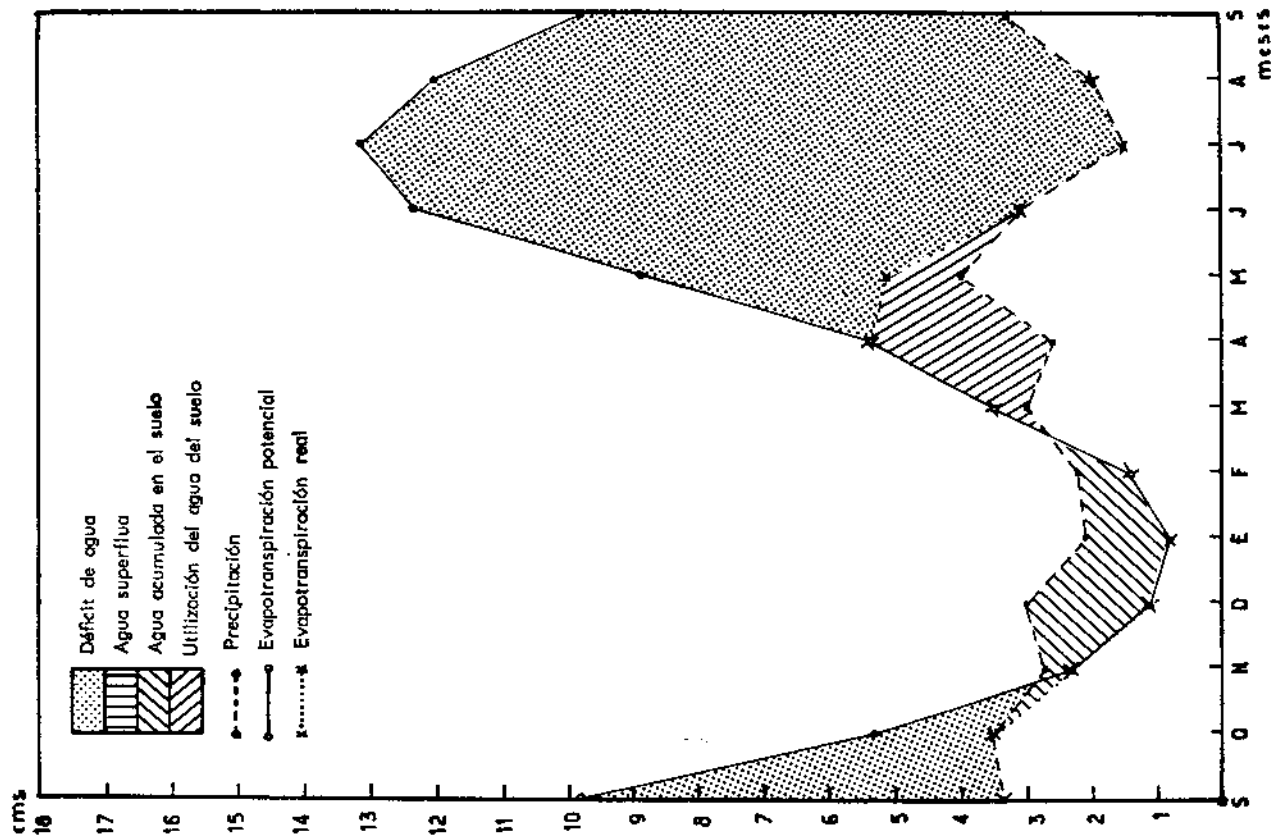 cms
18
17
16
15
14
13
12
11
10
9
8
7
6
5
4
3
2
1
0
Déficit de agua
Agua superflua
Agua acumulada en el suelo
Utilización del agua del suelo
Precipitación
Evapotranspiración potencial
Evapotranspiración real
S O N D E F M A M J J A S
meses